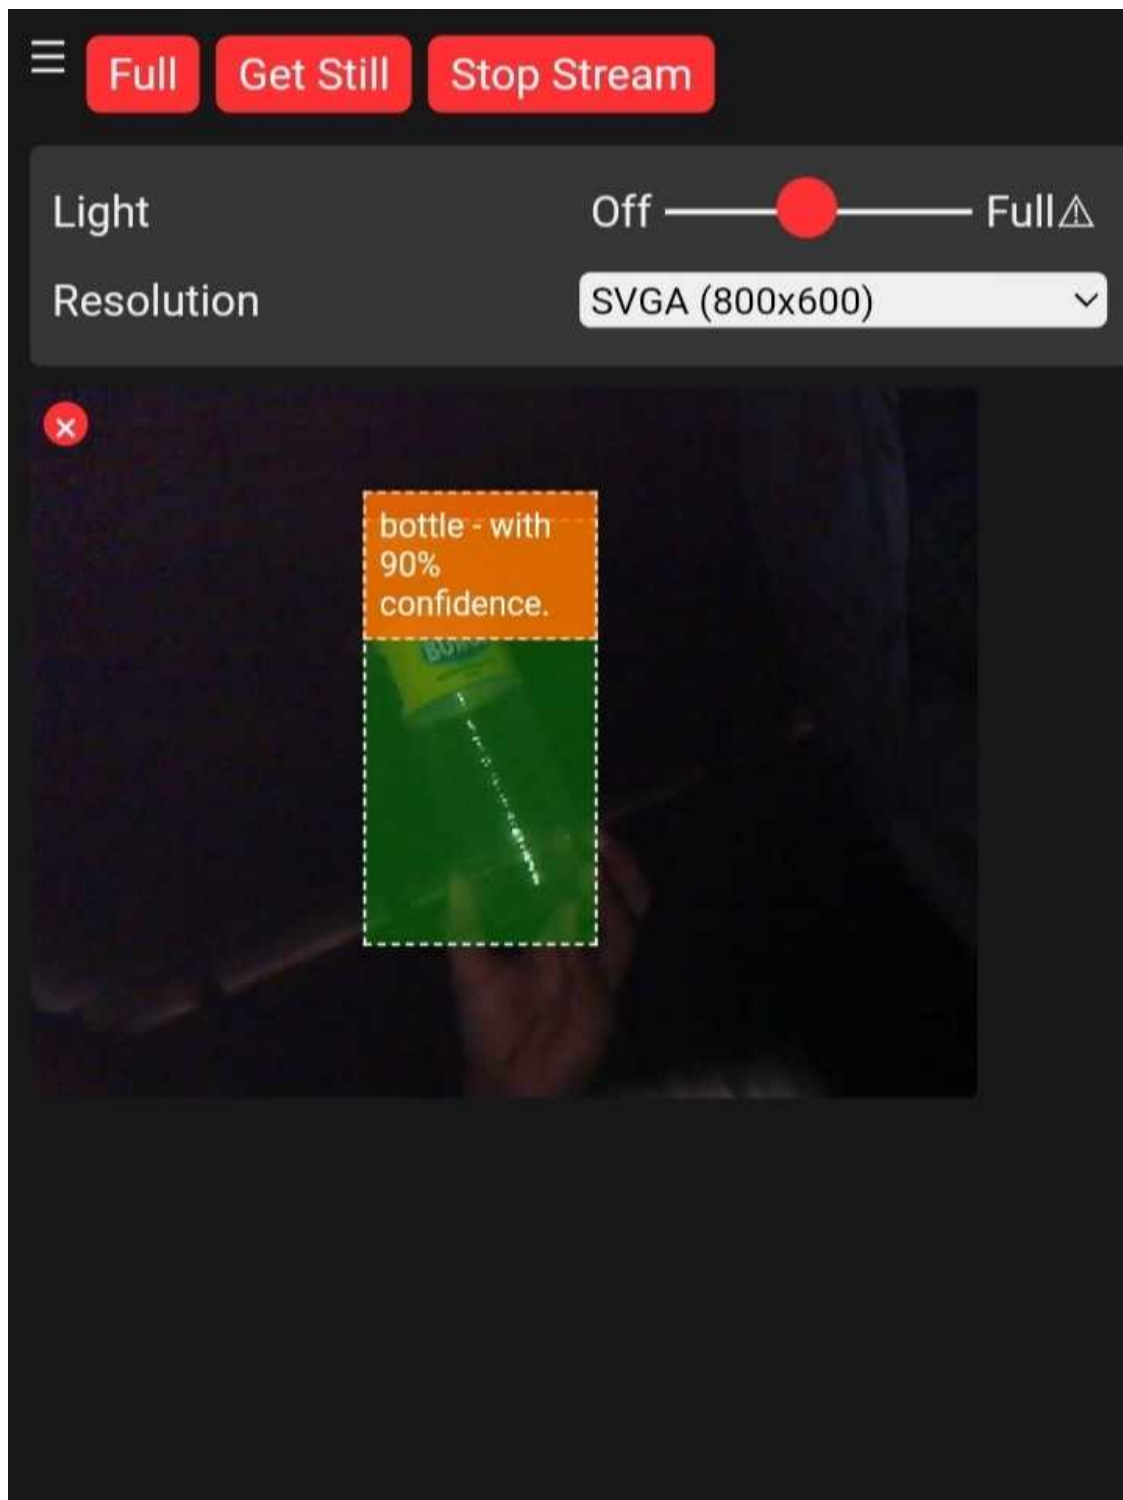 Full Get Still Stop Stream
Light Off Full⚠
Resolution SVGA (800x600)
bottle - with
90%
confidence.